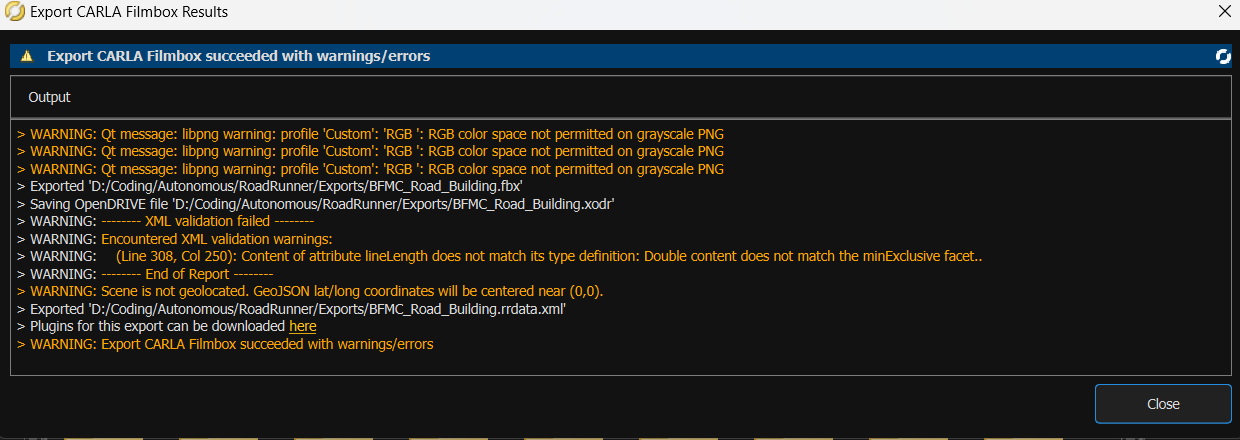 Export CARLA Filmbox Results
Export CARLA Filmbox succeeded with warnings/errors
Output
> WARNING: Qt message: libpng warning: profile 'Custom': 'RGB ': RGB color space not permitted on grayscale PNG
> WARNING: Qt message: libpng warning: profile 'Custom': 'RGB ': RGB color space not permitted on grayscale PNG
> WARNING: Qt message: libpng warning: profile 'Custom': 'RGB ': RGB color space not permitted on grayscale PNG
> Exported 'D:/Coding/Autonomous/RoadRunner/Exports/BFMC_Road_Building.fbx'
> Saving OpenDRIVE file 'D:/Coding/Autonomous/RoadRunner/Exports/BFMC_Road_Building.xodr'
> WARNING: -------- XML validation failed --------
> WARNING: Encountered XML validation warnings:
> WARNING:     (Line 308, Col 250): Content of attribute lineLength does not match its type definition: Double content does not match the minExclusive facet..
> WARNING: -------- End of Report --------
> WARNING: Scene is not geolocated. GeoJSON lat/long coordinates will be centered near (0,0).
> Exported 'D:/Coding/Autonomous/RoadRunner/Exports/BFMC_Road_Building.rrdata.xml'
> Plugins for this export can be downloaded here
> WARNING: Export CARLA Filmbox succeeded with warnings/errors
Close